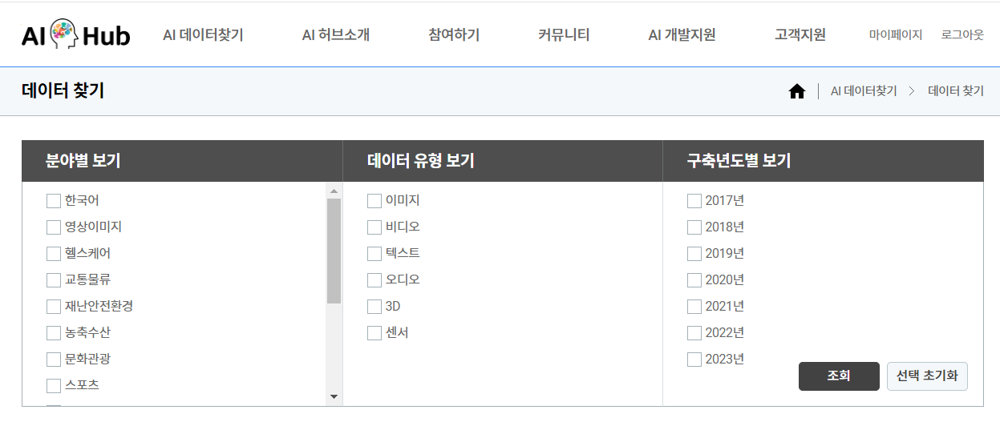 AI Hub AI 데이터찾기 AI 허브소개 참여하기 커뮤니티 AI 개발지원 고객지원 마이페이지 로그아웃
데이터 찾기 AI 데이터찾기 > 데이터 찾기
분야별 보기 데이터 유형 보기 구축년도별 보기
한국어 이미지 2017년
영상이미지 비디오 2018년
헬스케어 텍스트 2019년
교통물류 오디오 2020년
재난안전환경 3D 2021년
농축수산 센서 2022년
문화관광 2023년
조회 선택 초기화
스포츠